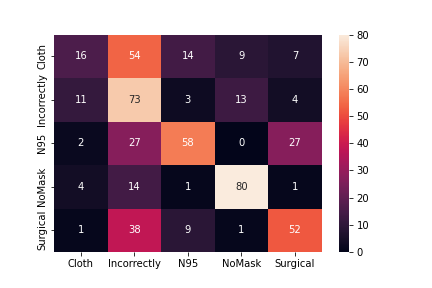 Cloth 16 54 14 9 7
Incorrectly 11 73 3 13 4
N95 2 27 58 0 27
NoMask 4 14 1 80 1
Surgical 1 38 9 1 52
Cloth Incorrectly N95 NoMask Surgical
80
70
60
50
40
30
20
10
0